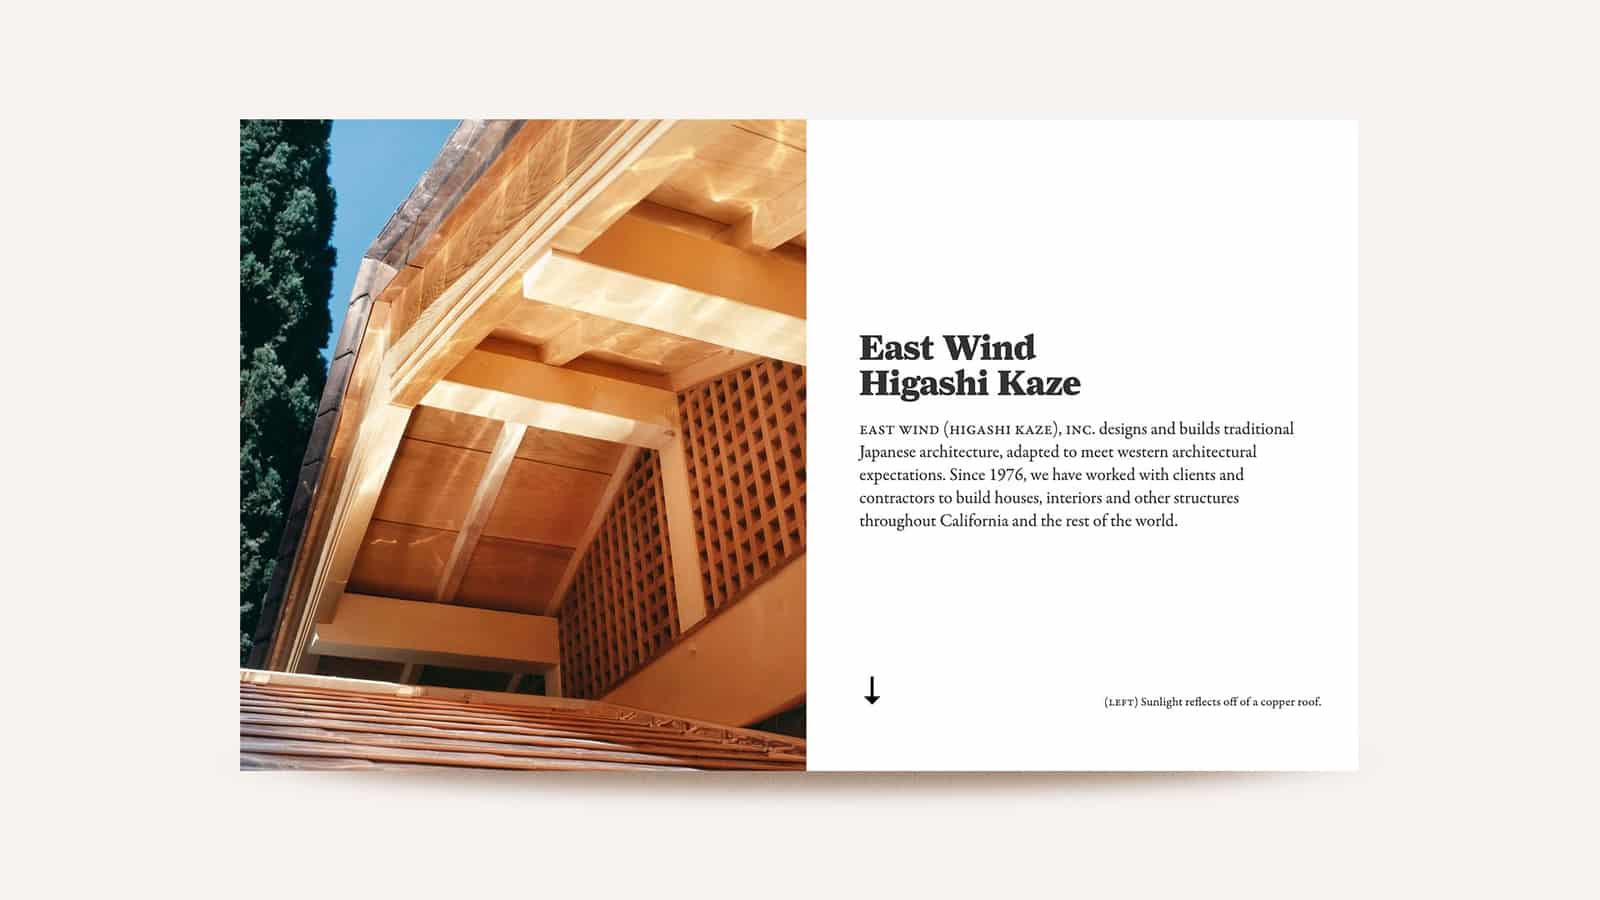 East Wind
Higashi Kaze
EAST WIND (HIGASHI KAZE), INC. designs and builds traditional
Japanese architecture, adapted to meet western architectural
expectations. Since 1976, we have worked with clients and
contractors to build houses, interiors and other structures
throughout California and the rest of the world.
(LEFT) Sunlight reflects off of a copper roof.